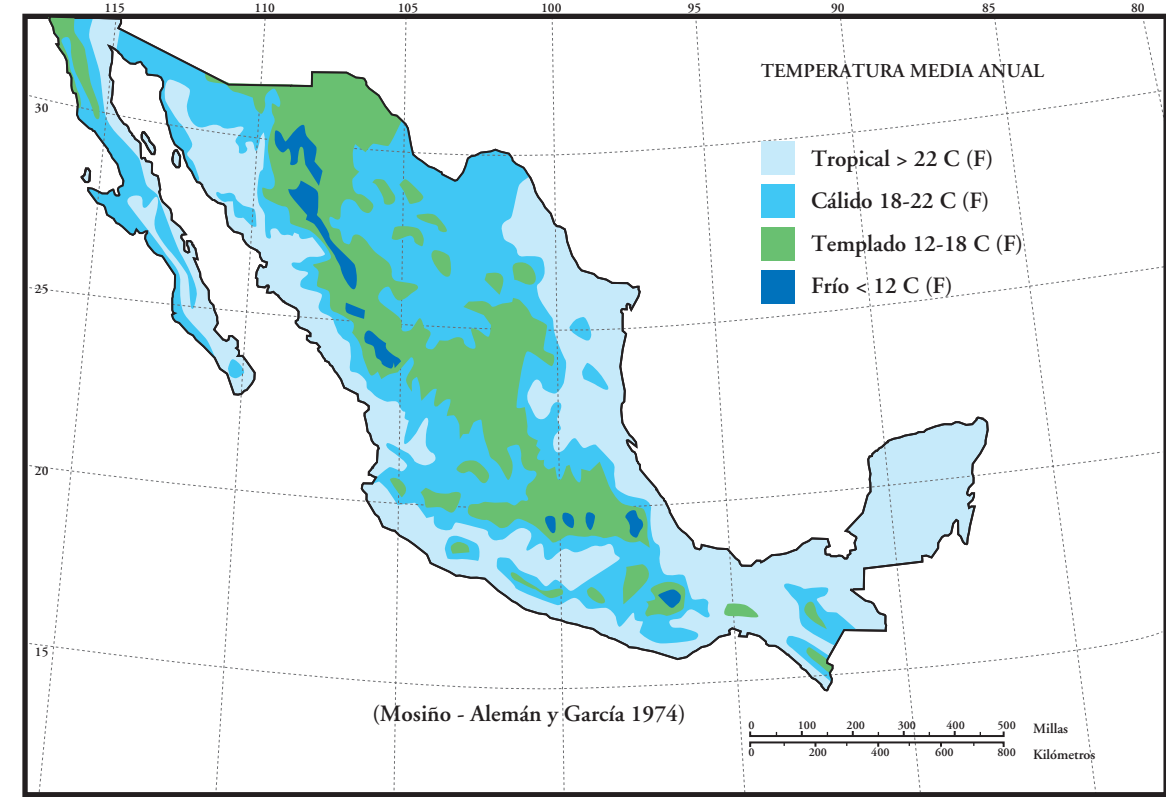 115 110 105 100 95 90 85 80
TEMPERATURA MEDIA ANUAL
30
Tropical > 22 C (F)
Cálido 18-22 C (F)
Templado 12-18 C (F)
25
Frío < 12 C (F)
20
15
(Mosiño - Alemán y García 1974)
0 100 200 300 400 500 Millas
0 200 400 600 800 Kilómetros